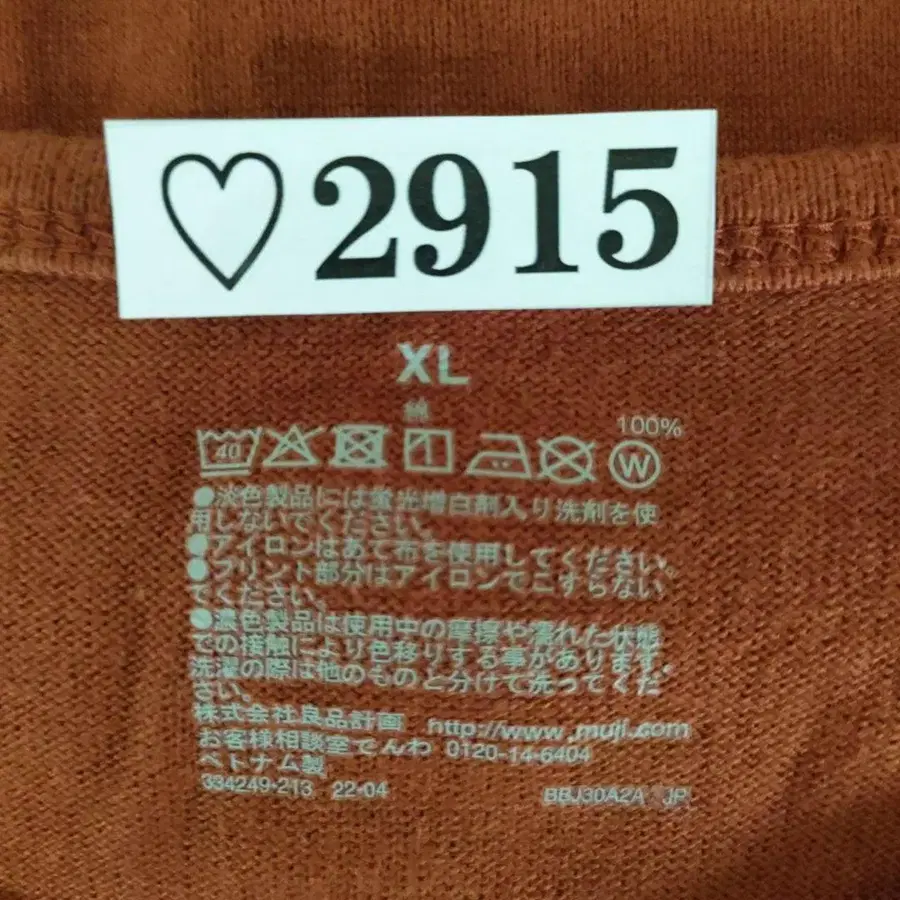 ♡2915
XL
綿 100%
40
W
●淡色製品には蛍光増白剤入り洗剤を使
用しないでください。
●アイロンはあて布を使用してください。
●プリント部分はアイロンでこすらない
でください。
●濃色製品は使用中の摩擦や濡れた状態
での接触により色移りする事があります。
洗濯の際は他のものと分けて洗ってくだ
さい。
株式会社良品計画 http://www.muji.com
お客様相談室でんわ 0120-14-6404
ベトナム製
334249-213 22-04 BBJ30A2A JP